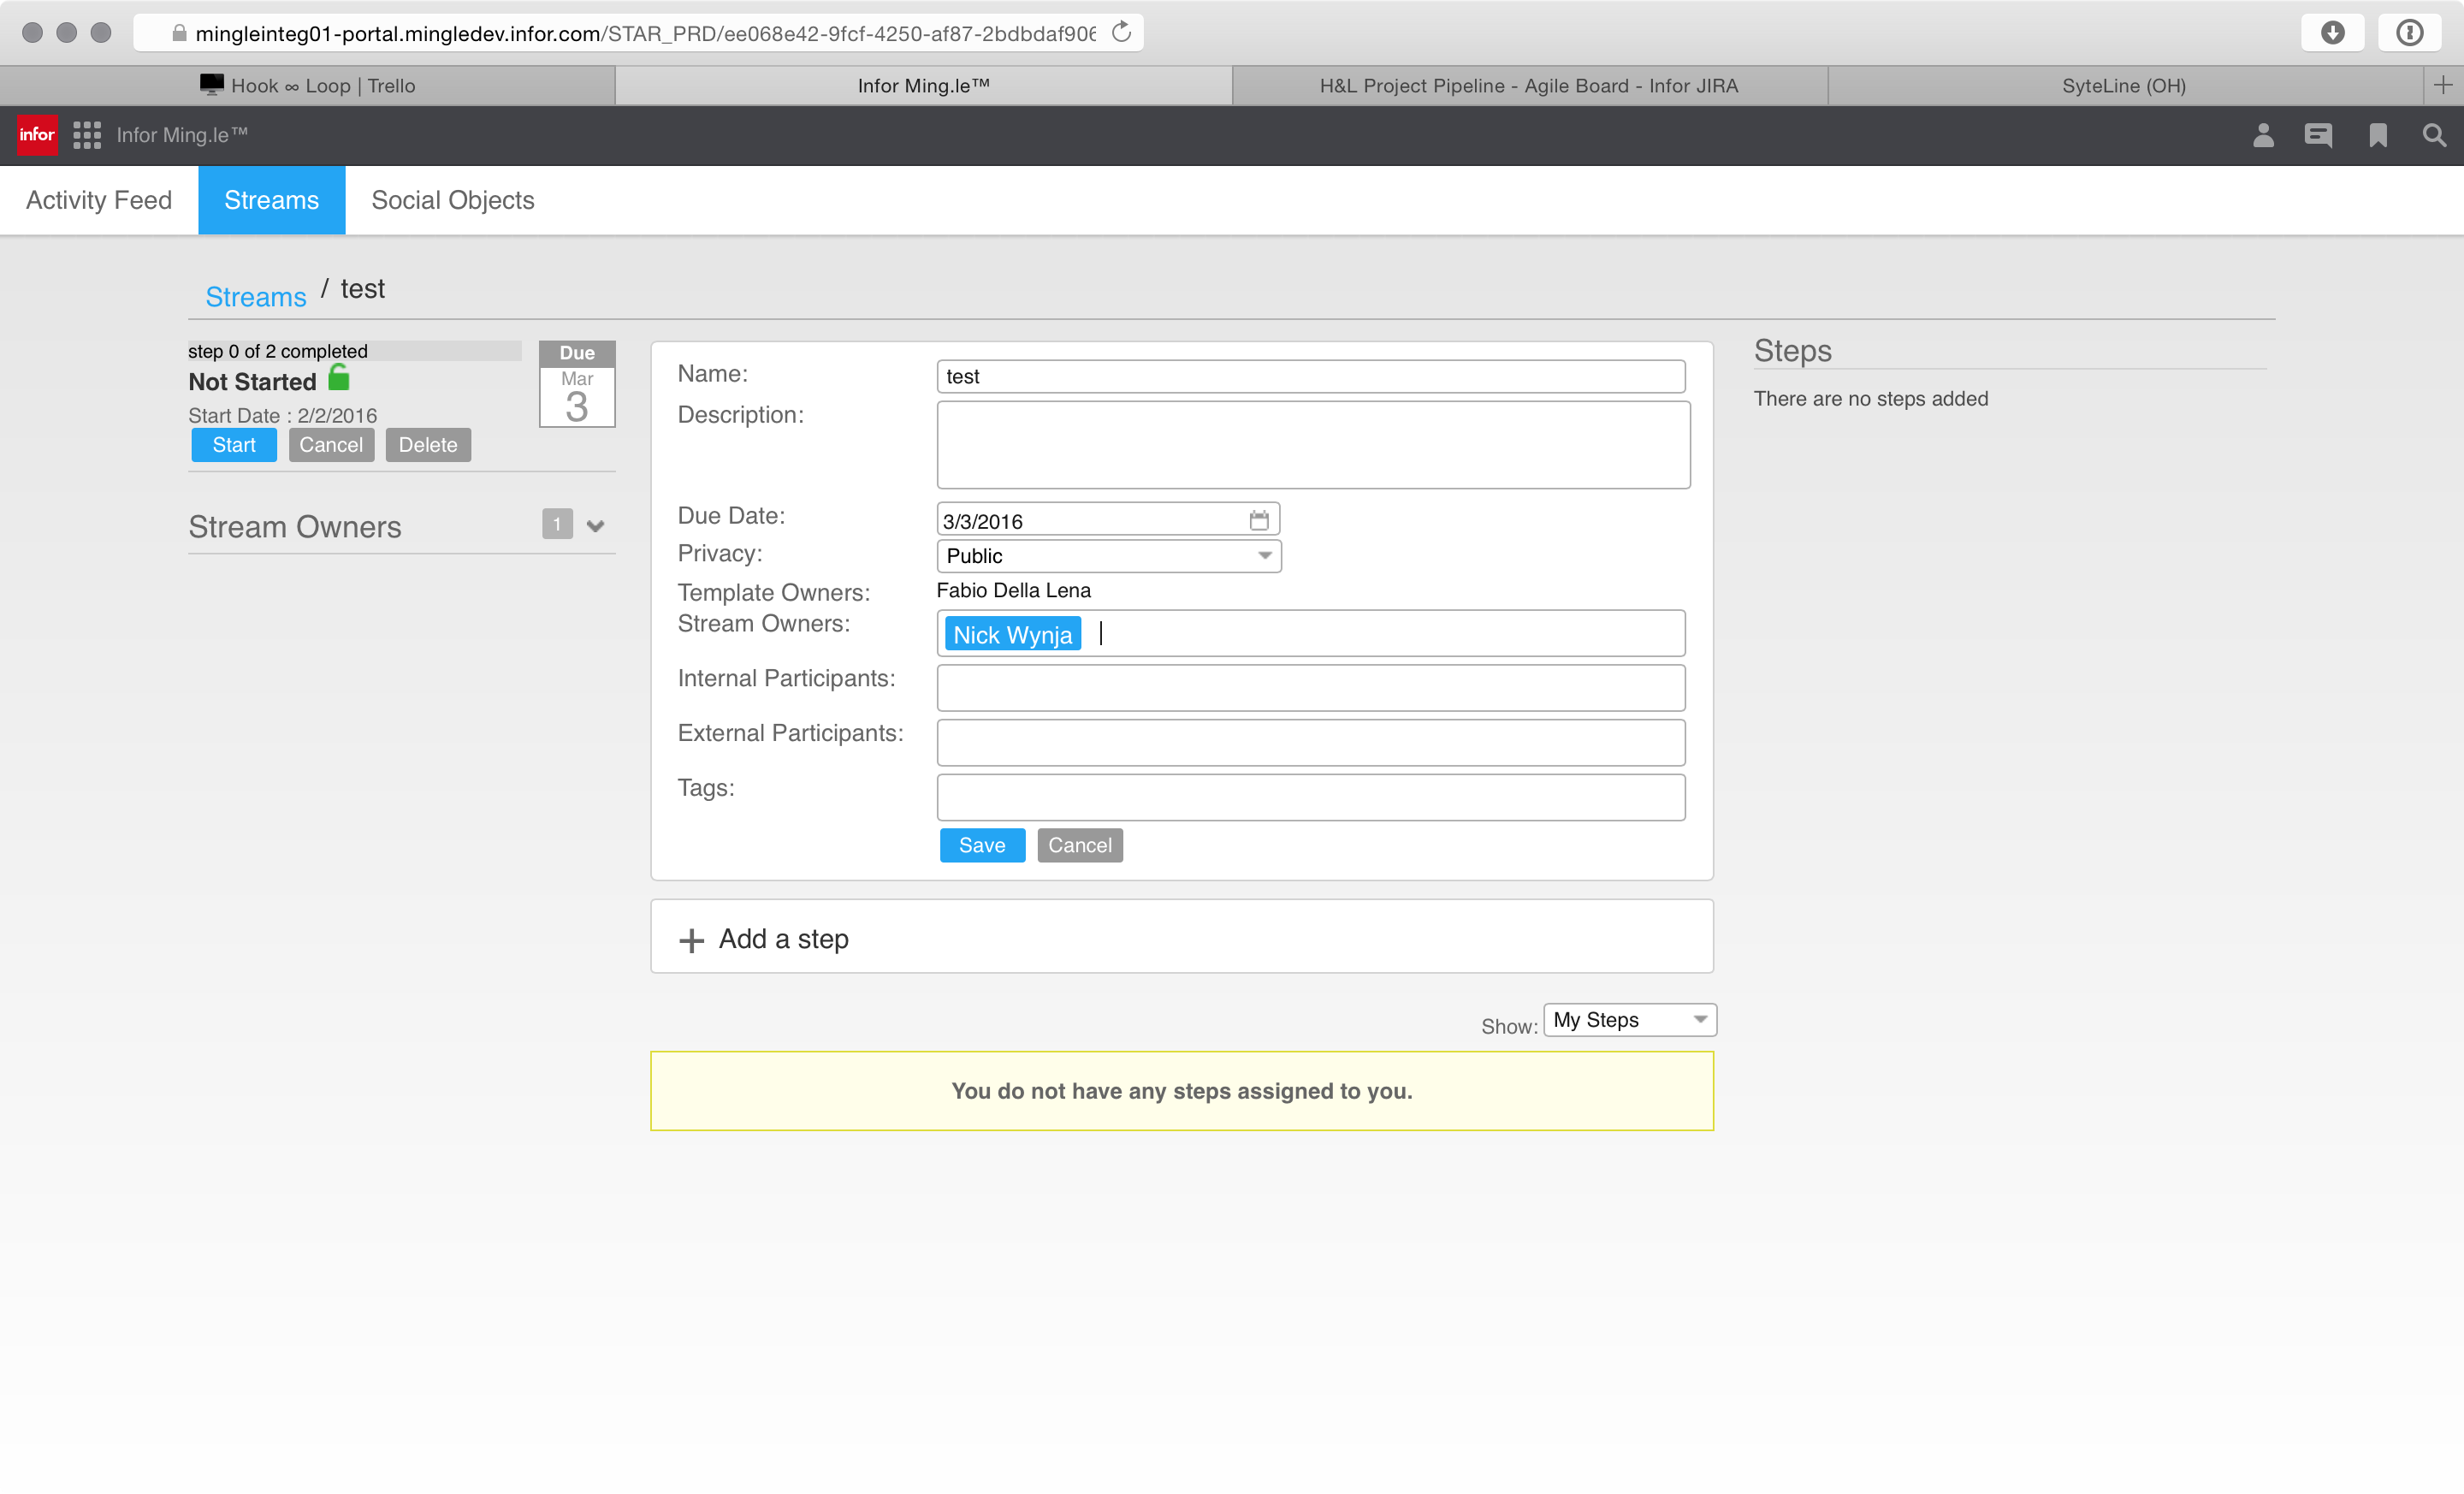 mingleinteg01-portal.mingledev.infor.com/STAR_PRD/ee068e42-9fcf-4250-af87-2bdbdaf906
Hook ∞ Loop | Trello
Infor Ming.le™
H&L Project Pipeline - Agile Board - Infor JIRA
SyteLine (OH)
infor
Infor Ming.le™
Activity Feed
Streams
Social Objects
Streams / test
step 0 of 2 completed
Not Started
Start Date : 2/2/2016
Start
Cancel
Delete
Due
Mar
3
Stream Owners
1
Name:
test
Description:
Due Date:
3/3/2016
Privacy:
Public
Template Owners:
Fabio Della Lena
Stream Owners:
Nick Wynja
Internal Participants:
External Participants:
Tags:
Save
Cancel
+ Add a step
Show:
My Steps
You do not have any steps assigned to you.
Steps
There are no steps added